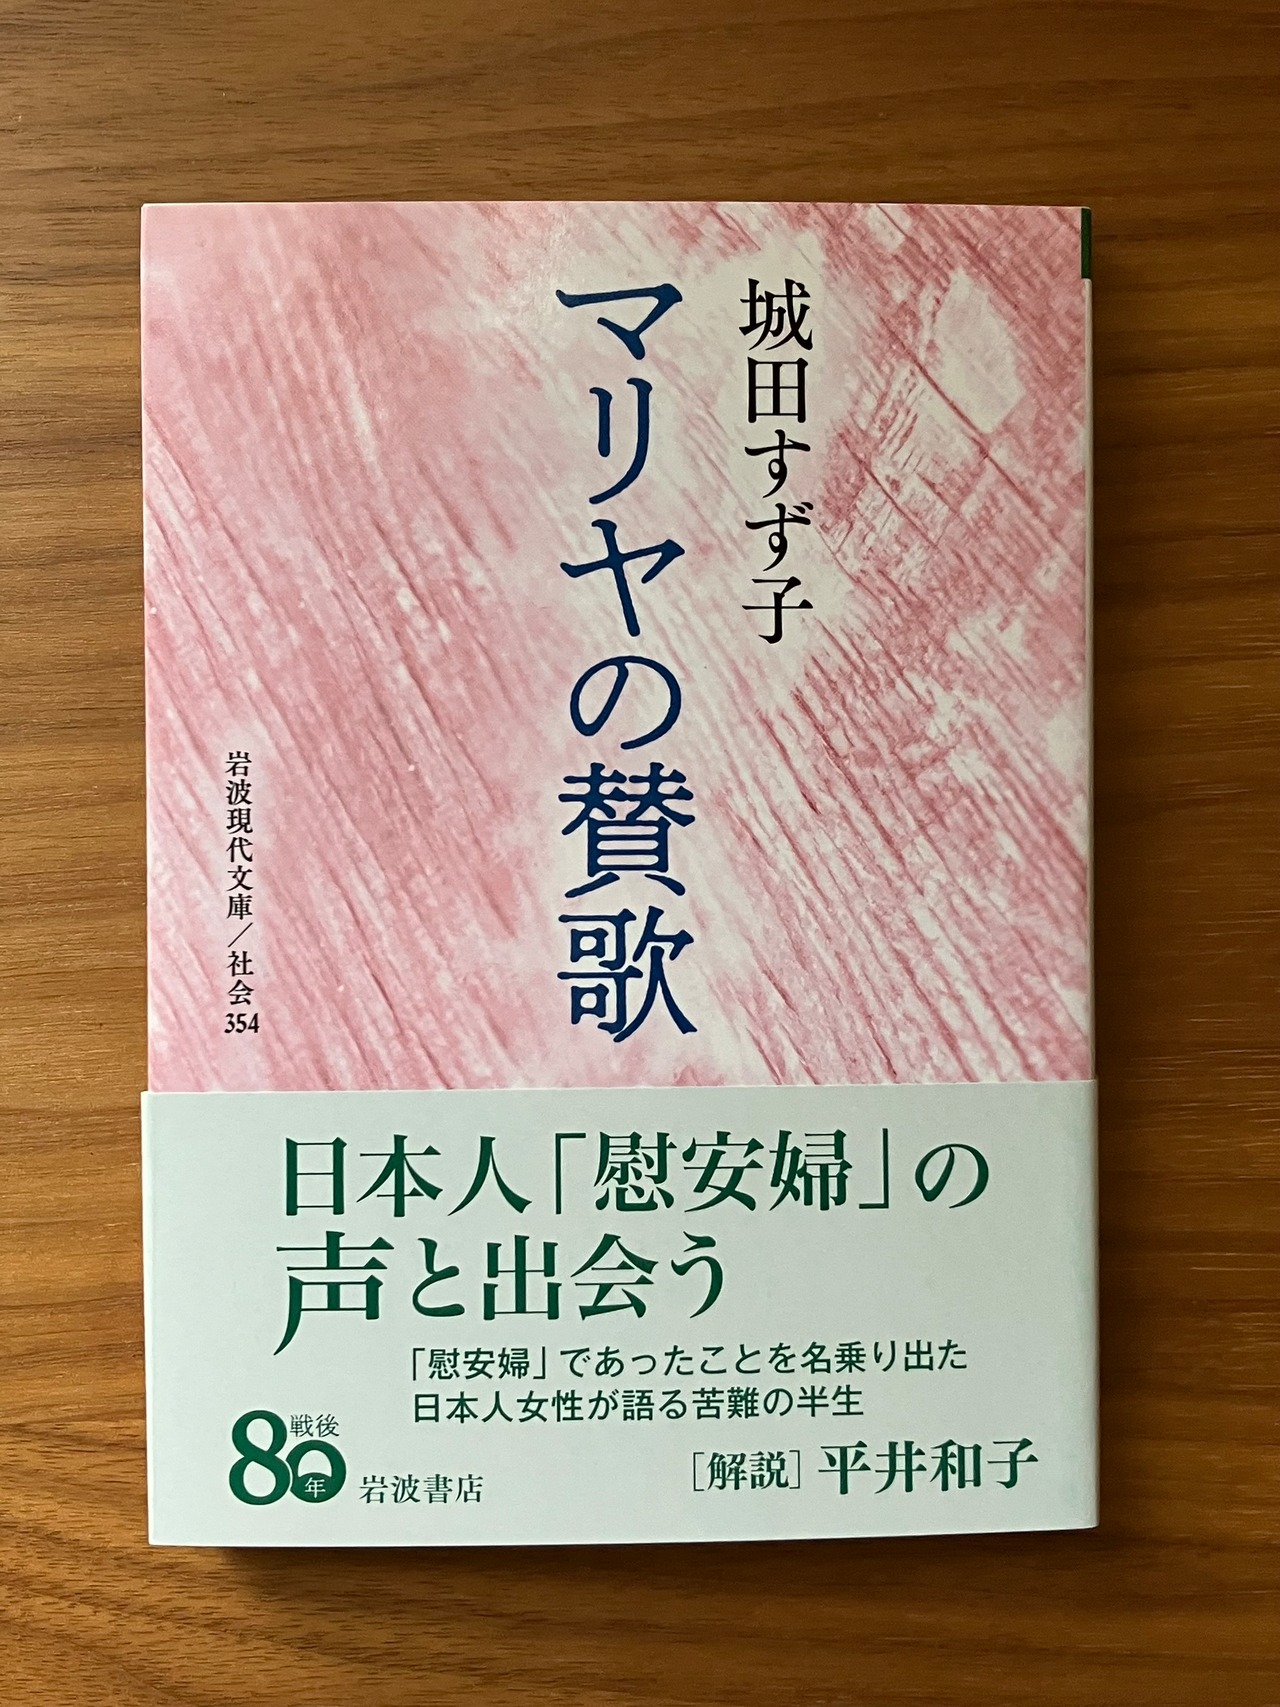 城田すず子
マリヤの賛歌
岩波現代文庫／社会354
日本人「慰安婦」の
声と出会う
「慰安婦」であったことを名乗り出た
日本人女性が語る苦難の半生
戦後
80年
岩波書店
［解説］平井和子